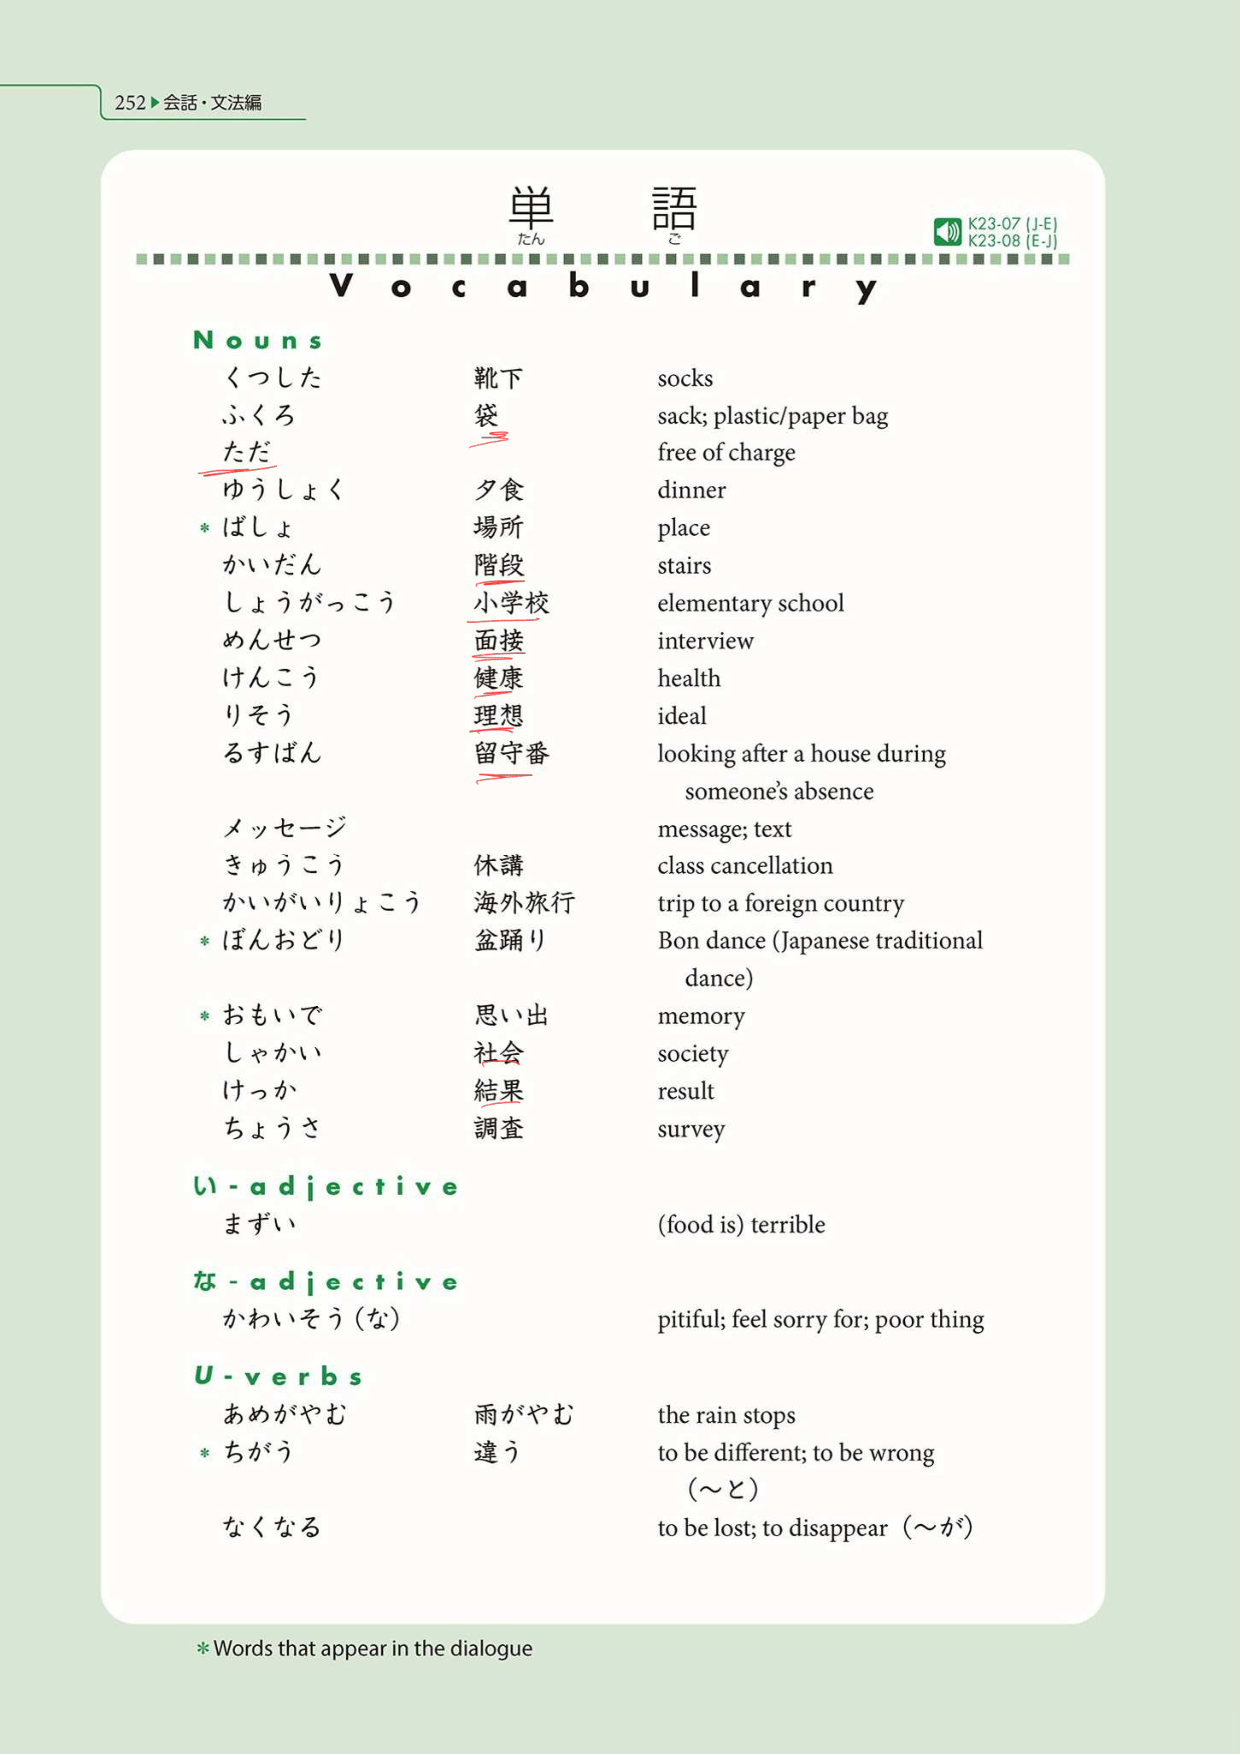 252▶会話・文法編
単語
たん ご
K23-07 (J-E)
K23-08 (E-J)
Vocabulary
Nouns
くつした 靴下 socks
ふくろ 袋 sack; plastic/paper bag
ただ free of charge
ゆうしょく 夕食 dinner
* ばしょ 場所 place
かいだん 階段 stairs
しょうがっこう 小学校 elementary school
めんせつ 面接 interview
けんこう 健康 health
りそう 理想 ideal
るすばん 留守番 looking after a house during
someone's absence
メッセージ message; text
きゅうこう 休講 class cancellation
かいがいりょこう 海外旅行 trip to a foreign country
* ぼんおどり 盆踊り Bon dance (Japanese traditional
dance)
* おもいで 思い出 memory
しゃかい 社会 society
けっか 結果 result
ちょうさ 調査 survey
い-adjective
まずい (food is) terrible
な-adjective
かわいそう(な) pitiful; feel sorry for; poor thing
U-verbs
あめがやむ 雨がやむ the rain stops
* ちがう 違う to be different; to be wrong
(〜と)
なくなる to be lost; to disappear (〜が)
* Words that appear in the dialogue